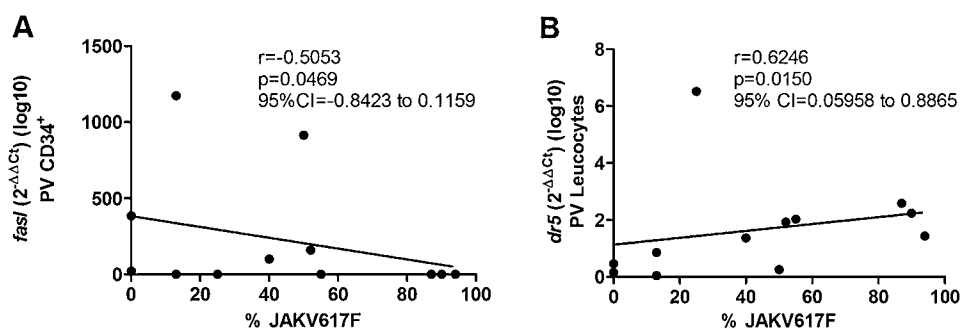 A
fasl (2-ΔΔCt) (log10)
PV CD34+
1500
1000
500
0
r=-0.5053
p=0.0469
95%CI=-0.8423 to 0.1159
0 20 40 60 80 100
% JAKV617F
B
dr5 (2-ΔΔCt) (log10)
PV Leucocytes
8
6
4
2
0
r=0.6246
p=0.0150
95% CI=0.05958 to 0.8865
0 20 40 60 80 100
% JAKV617F